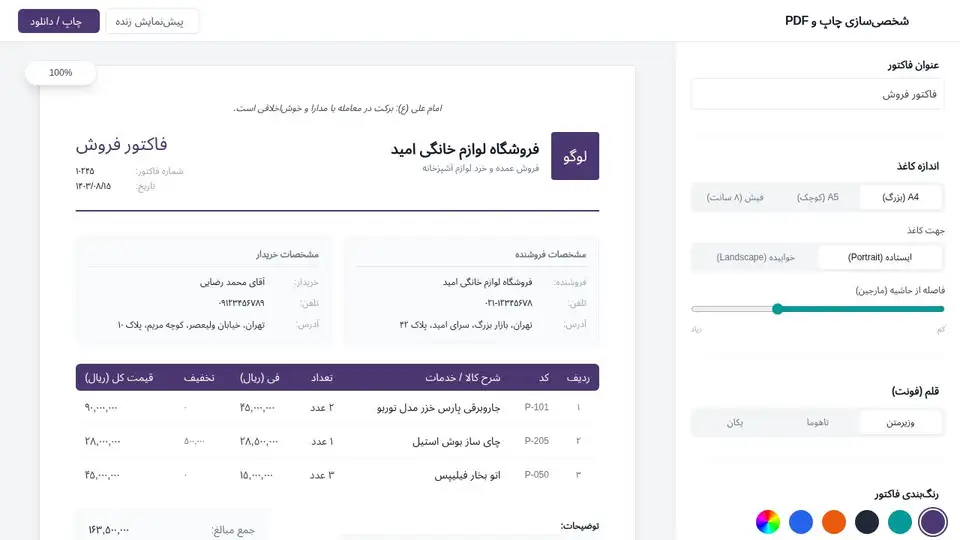 شخصی‌سازی چاپ و PDF
پیش‌نمایش زنده
چاپ / دانلود
عنوان فاکتور
فاکتور فروش
اندازه کاغذ
A4 (بزرگ)
A5 (کوچک)
فیش (۸ سانت)
جهت کاغذ
ایستاده (Portrait)
خوابیده (Landscape)
فاصله از حاشیه (مارجین)
کم
زیاد
قلم (فونت)
وزیرمتن
تاهوما
یکان
رنگ‌بندی فاکتور
100%
امام علی (ع): برکت در معامله با مدارا و خوش‌اخلاقی است.
لوگو
فروشگاه لوازم خانگی امید
فروش عمده و خرد لوازم آشپزخانه
فاکتور فروش
شماره فاکتور: ۱۰۲۴۵
تاریخ: ۱۴۰۳/۰۸/۱۵
مشخصات فروشنده
فروشنده: فروشگاه لوازم خانگی امید
تلفن: ۰۲۱-۱۲۳۴۵۶۷۸
آدرس: تهران، بازار بزرگ، سرای امید، پلاک ۴۲
مشخصات خریدار
خریدار: آقای محمد رضایی
تلفن: ۰۹۱۲۳۴۵۶۷۸۹
آدرس: تهران، خیابان ولیعصر، کوچه مریم، پلاک ۱۰
ردیف کد شرح کالا / خدمات تعداد فی (ریال) تخفیف قیمت کل (ریال)
۱ P-101 جاروبرقی پارس خزر مدل توربو ۲ عدد ۴۵,۰۰۰,۰۰۰ ۰ ۹۰,۰۰۰,۰۰۰
۲ P-205 چای ساز بوش استیل ۱ عدد ۲۸,۵۰۰,۰۰۰ ۵۰۰,۰۰۰ ۲۸,۰۰۰,۰۰۰
۳ P-050 اتو بخار فیلیپس ۳ عدد ۱۵,۰۰۰,۰۰۰ ۰ ۴۵,۰۰۰,۰۰۰
توضیحات:
جمع مبالغ: ۱۶۳,۵۰۰,۰۰۰